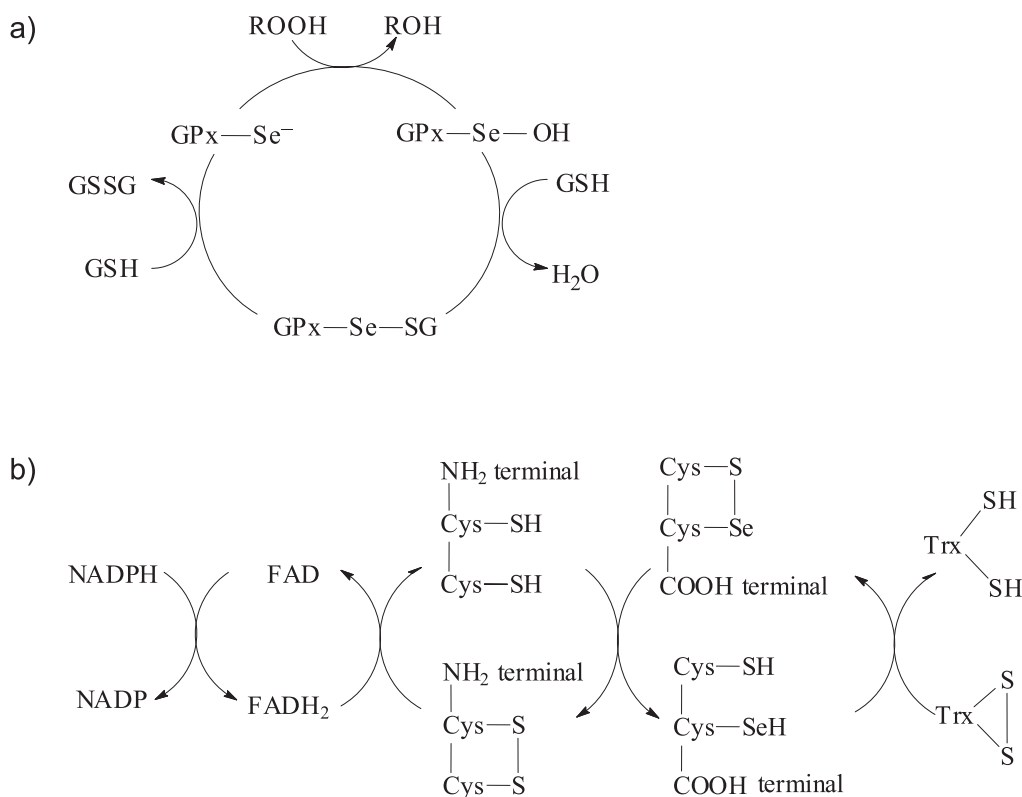 a)
ROOH ROH
GPx—Se–
GPx—Se—OH
GSSG
GSH
GSH
H2O
GPx—Se—SG
b)
NH2 terminal
Cys—S
Cys—SH
Cys—Se
SH
Trx
NADPH
FAD
Cys—SH
COOH terminal
SH
NH2 terminal
Cys—SH
NADP
FADH2
Cys—S
Cys—SeH
S
Trx
S
Cys—S
COOH terminal